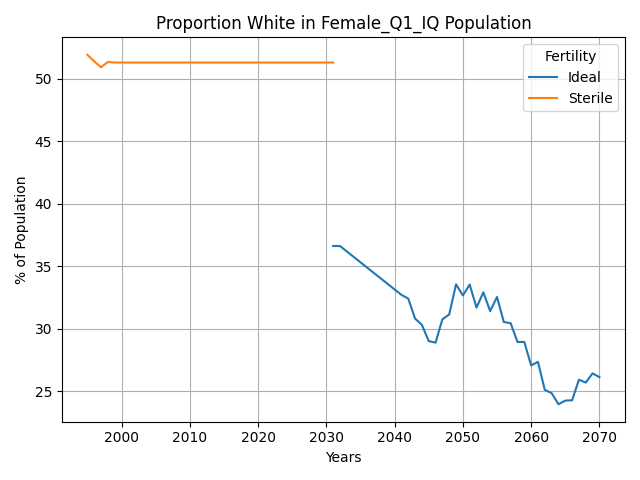 Proportion White in Female_Q1_IQ Population
Fertility
Ideal
Sterile
% of Population
50
45
40
35
30
25
2000 2010 2020 2030 2040 2050 2060 2070
Years